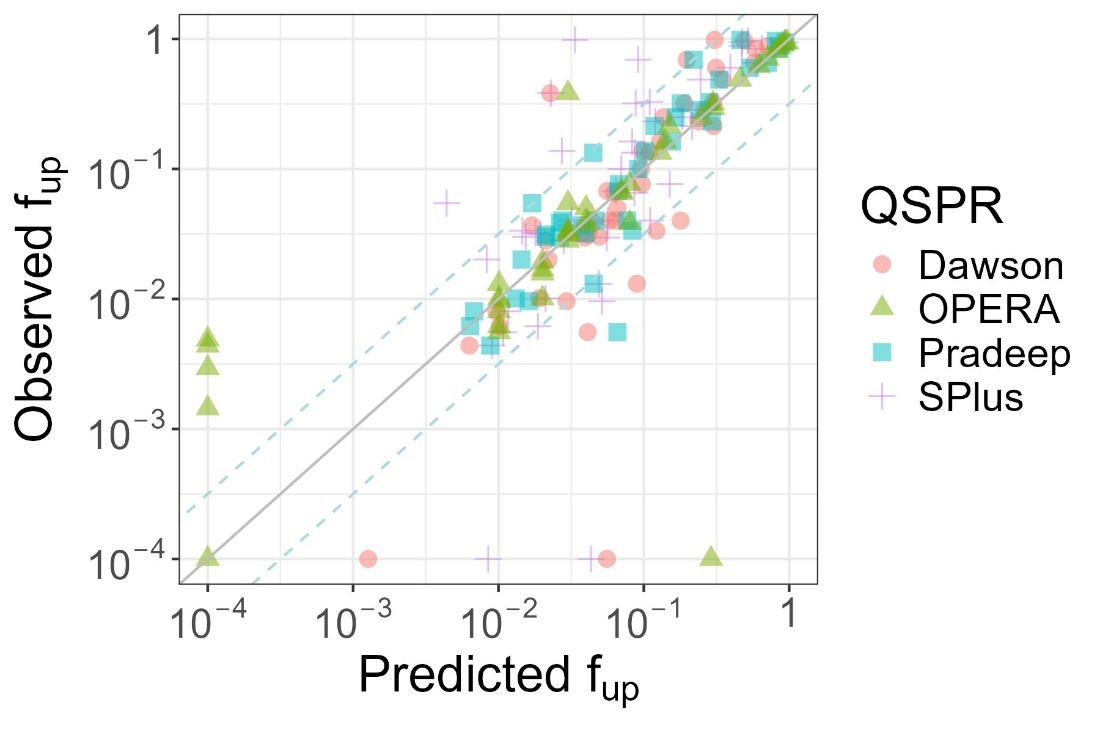 Observed f_up
1
10^−1
10^−2
10^−3
10^−4
10^−4 10^−3 10^−2 10^−1 1
Predicted f_up
QSPR
Dawson
OPERA
Pradeep
SPlus